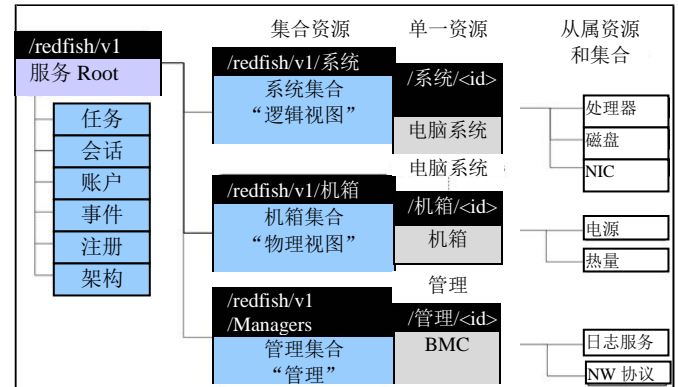 集合资源
单一资源
从属资源
和集合
/redfish/v1
服务 Root
任务
会话
账户
事件
注册
架构
/redfish/v1/系统
系统集合
“逻辑视图”
/系统/<id>
电脑系统
处理器
磁盘
NIC
电脑系统
/redfish/v1/机箱
机箱集合
“物理视图”
/机箱/<id>
机箱
电源
热量
管理
/redfish/v1
/Managers
管理集合
“管理”
/管理/<id>
BMC
日志服务
NW 协议